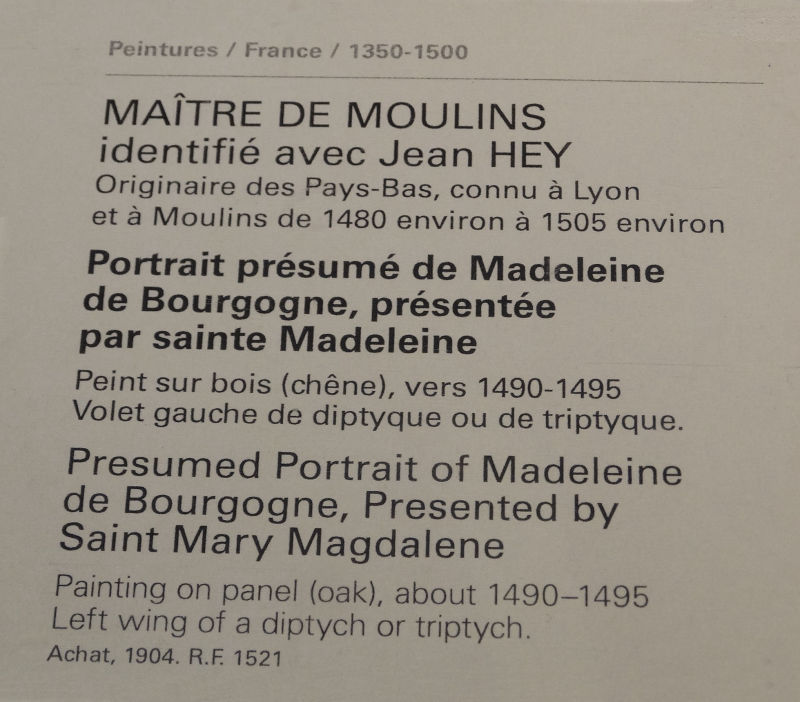 Peintures / France / 1350-1500
MAÎTRE DE MOULINS
identifié avec Jean HEY
Originaire des Pays-Bas, connu à Lyon
et à Moulins de 1480 environ à 1505 environ
Portrait présumé de Madeleine
de Bourgogne, présentée
par sainte Madeleine
Peint sur bois (chêne), vers 1490-1495
Volet gauche de diptyque ou de triptyque.
Presumed Portrait of Madeleine
de Bourgogne, Presented by
Saint Mary Magdalene
Painting on panel (oak), about 1490–1495
Left wing of a diptych or triptych.
Achat, 1904. R.F. 1521